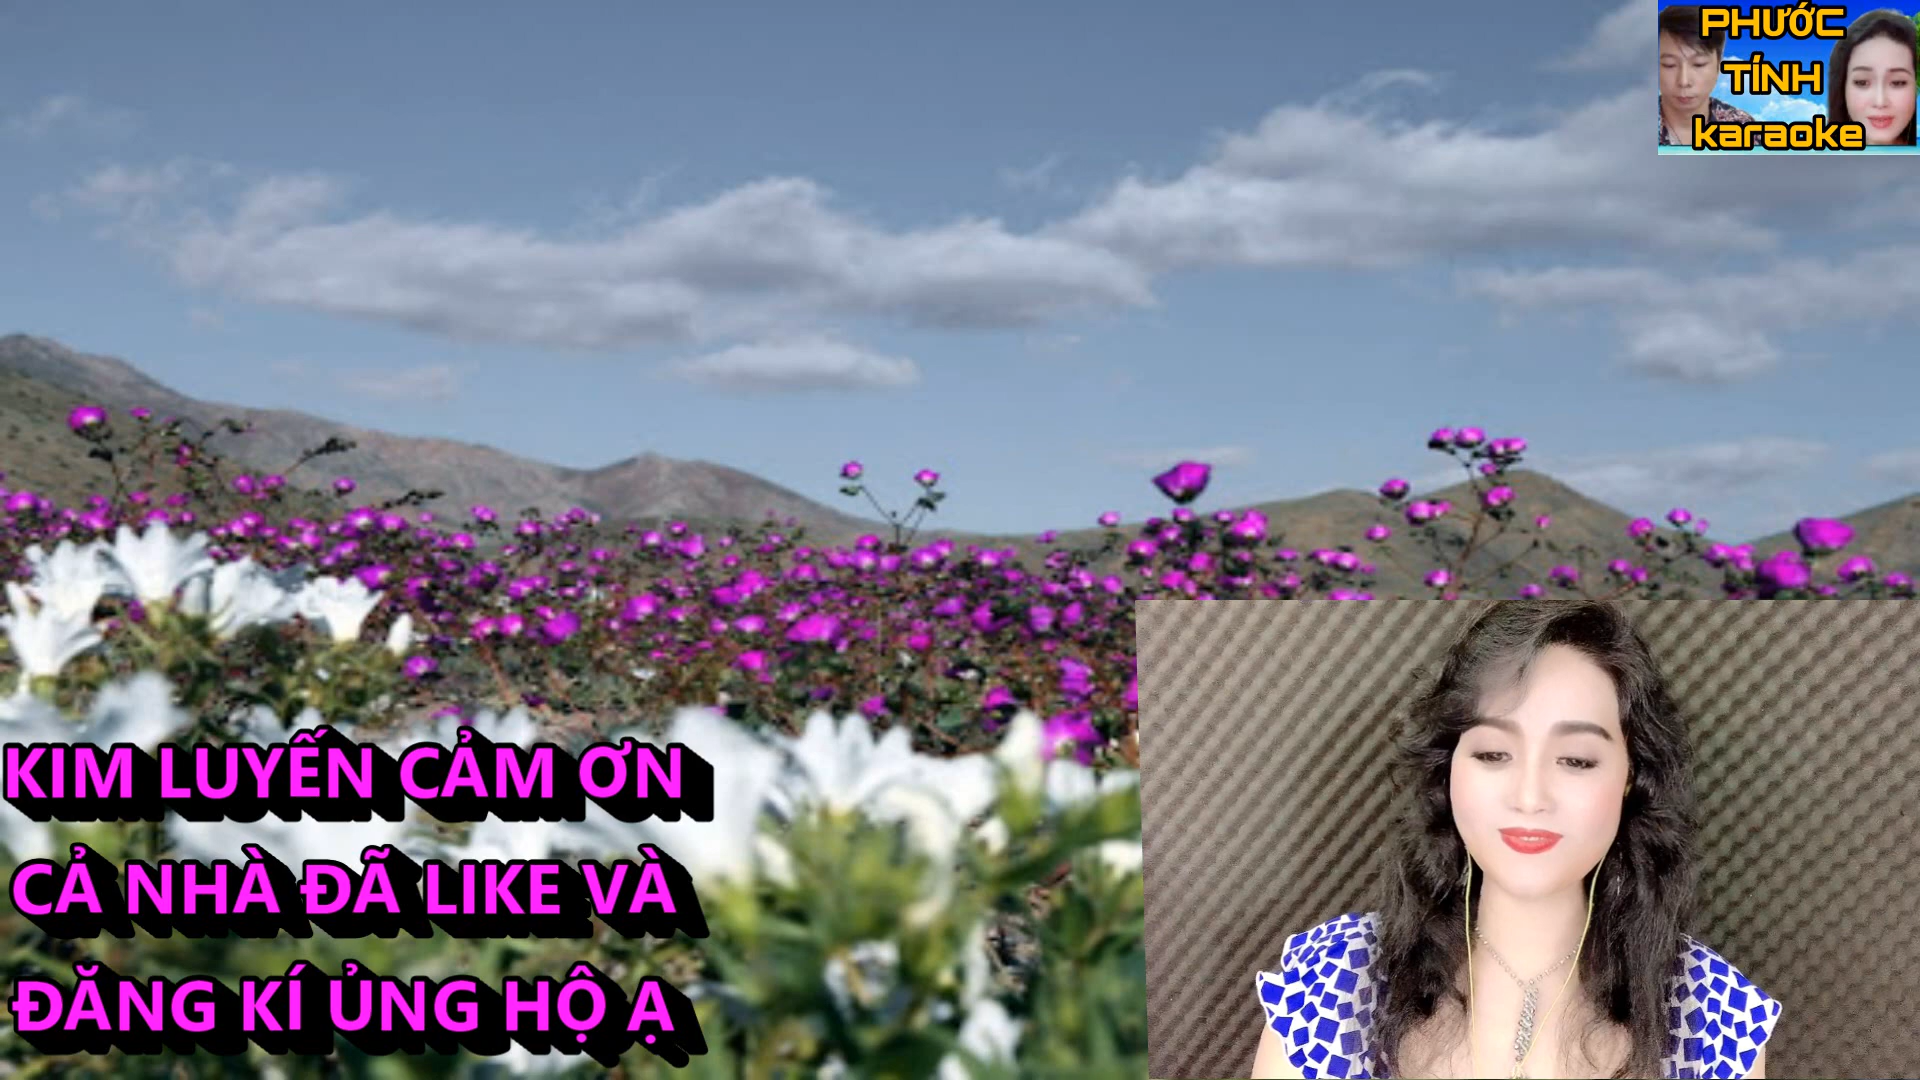 PHƯỚC
TÍNH
karaoke
KIM LUYẾN CẢM ƠN
CẢ NHÀ ĐÃ LIKE VÀ
ĐĂNG KÍ ỦNG HỘ Ạ